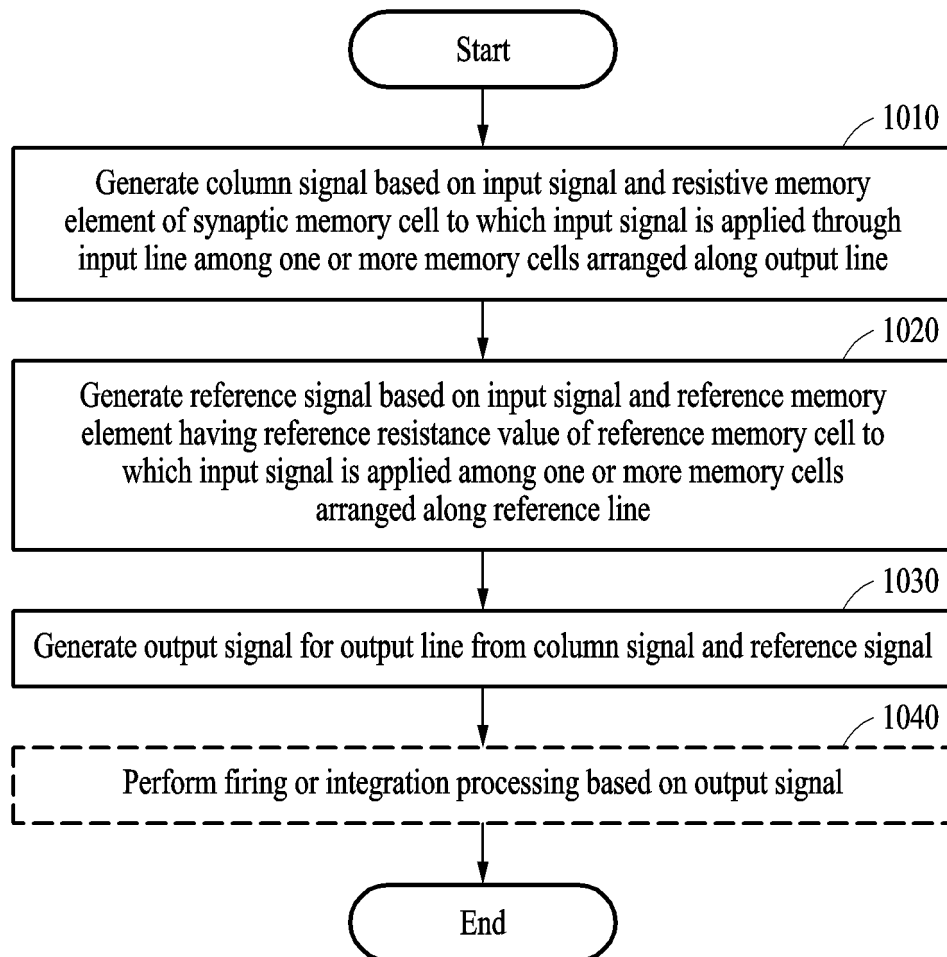 Start
1010
Generate column signal based on input signal and resistive memory
element of synaptic memory cell to which input signal is applied through
input line among one or more memory cells arranged along output line
1020
Generate reference signal based on input signal and reference memory
element having reference resistance value of reference memory cell to
which input signal is applied among one or more memory cells
arranged along reference line
1030
Generate output signal for output line from column signal and reference signal
1040
Perform firing or integration processing based on output signal
End